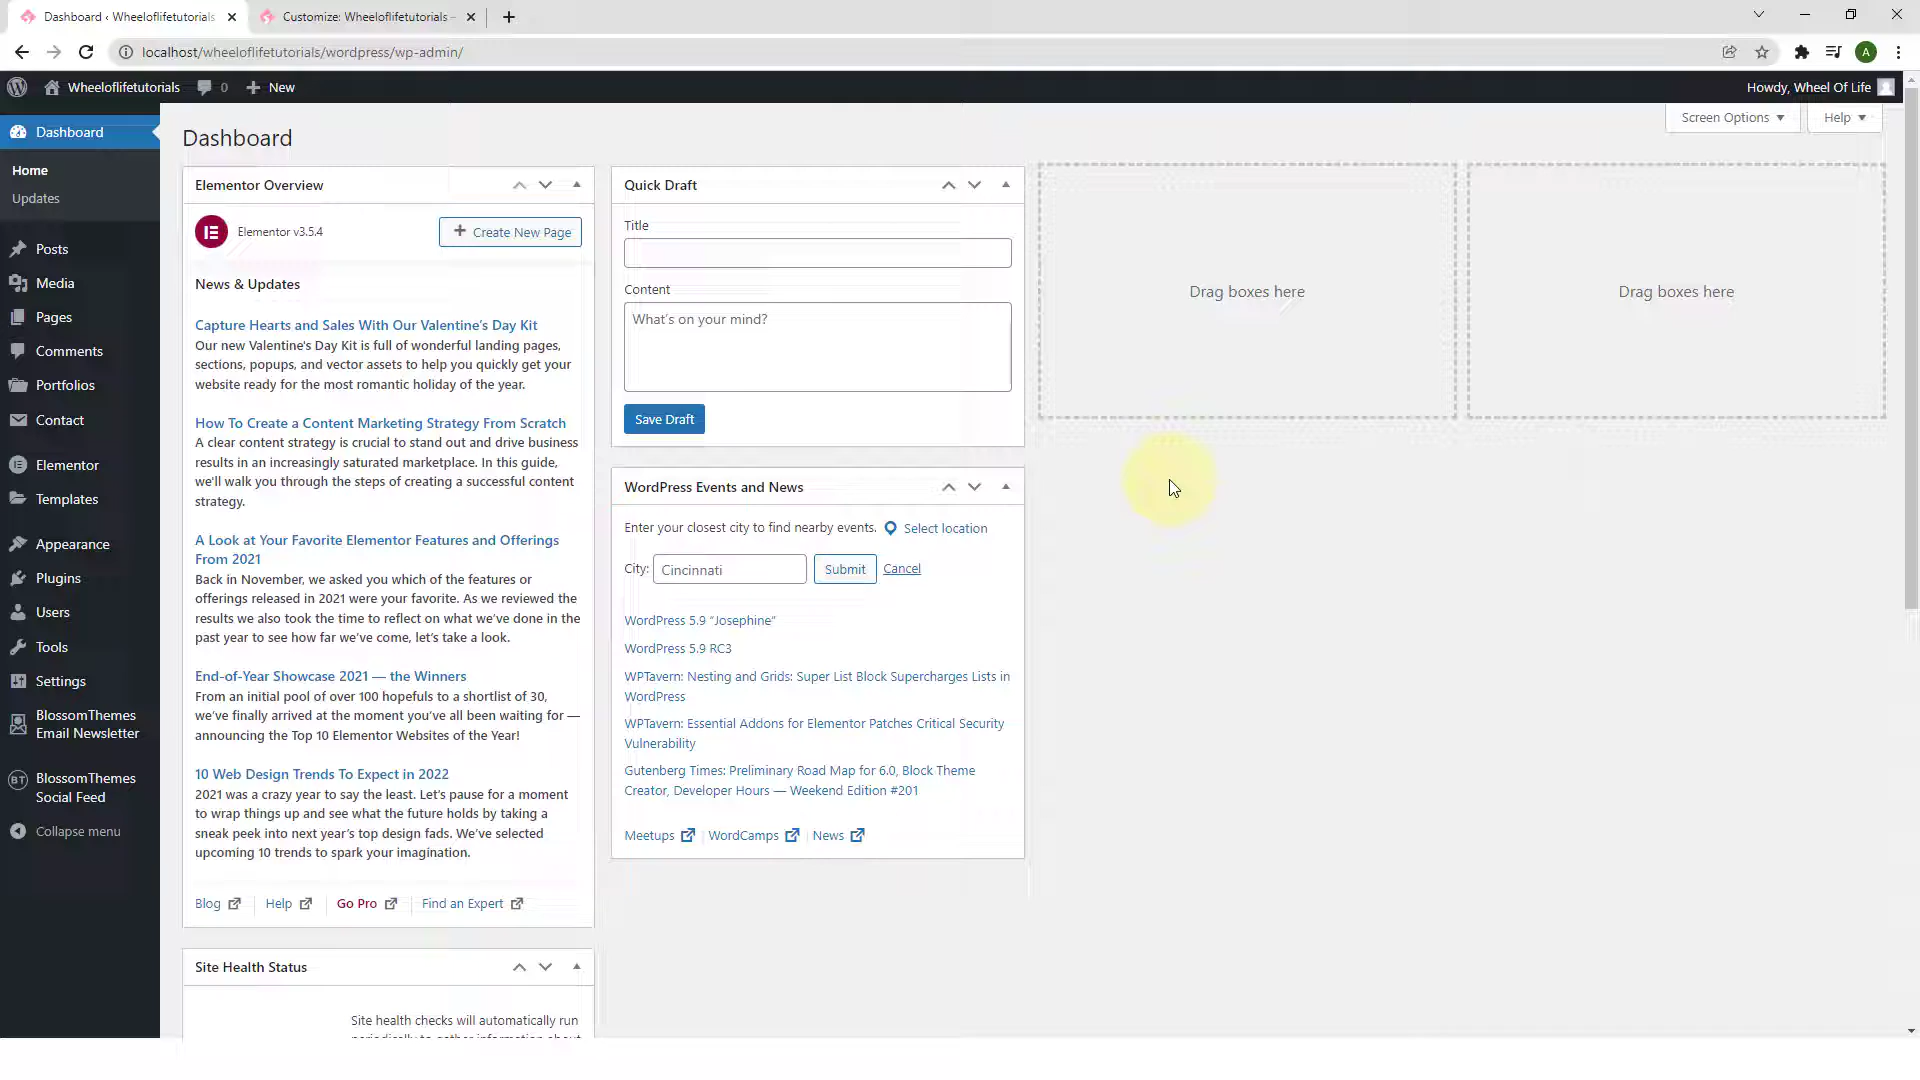 Dashboard ‹ Wheeloflifetutorials
Customize: Wheeloflifetutorials –
localhost/wheeloflifetutorials/wordpress/wp-admin/
A
Wheeloflifetutorials
0
New
Howdy, Wheel Of Life
Dashboard
Home
Updates
Posts
Media
Pages
Comments
Portfolios
Contact
Elementor
Templates
Appearance
Plugins
Users
Tools
Settings
BlossomThemes
Email Newsletter
BT
BlossomThemes
Social Feed
Collapse menu
Screen Options
Help
Dashboard
Elementor Overview
Elementor v3.5.4
Create New Page
News & Updates
Capture Hearts and Sales With Our Valentine’s Day Kit
Our new Valentine's Day Kit is full of wonderful landing pages,
sections, popups, and vector assets to help you quickly get your
website ready for the most romantic holiday of the year.
How To Create a Content Marketing Strategy From Scratch
A clear content strategy is crucial to stand out and drive business
results in an increasingly saturated marketplace. In this guide,
we'll walk you through the steps of creating a successful content
strategy.
A Look at Your Favorite Elementor Features and Offerings
From 2021
Back in November, we asked you which of the features or
offerings released in 2021 were your favorite. As we reviewed the
results we also took the time to reflect on what we’ve done in the
past year to see how far we’ve come, let’s take a look.
End-of-Year Showcase 2021 — the Winners
From an initial pool of over 100 hopefuls to a shortlist of 30,
we’ve finally arrived at the moment you’ve all been waiting for —
announcing the Top 10 Elementor Websites of the Year!
10 Web Design Trends To Expect in 2022
2021 was a crazy year to say the least. Let’s pause for a moment
to wrap things up and see what the future holds by taking a
sneak peek into next year’s top design fads. We’ve selected
upcoming 10 trends to spark your imagination.
Blog
Help
Go Pro
Find an Expert
Site Health Status
Site health checks will automatically run
Quick Draft
Title
Content
What’s on your mind?
Save Draft
WordPress Events and News
Enter your closest city to find nearby events.
Select location
City:
Cincinnati
Submit
Cancel
WordPress 5.9 “Josephine”
WordPress 5.9 RC3
WPTavern: Nesting and Grids: Super List Block Supercharges Lists in
WordPress
WPTavern: Essential Addons for Elementor Patches Critical Security
Vulnerability
Gutenberg Times: Preliminary Road Map for 6.0, Block Theme
Creator, Developer Hours — Weekend Edition #201
Meetups
WordCamps
News
Drag boxes here
Drag boxes here